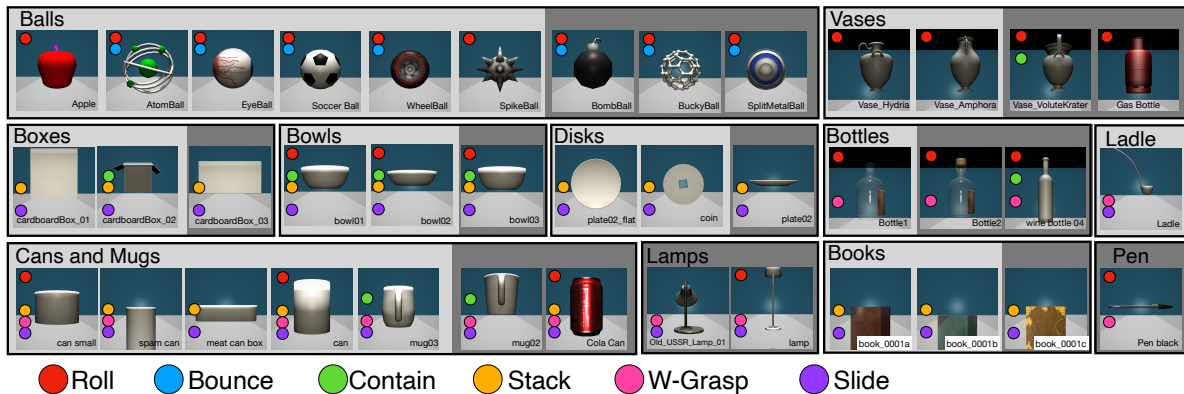 Balls
Vases
Apple
AtomBall
EyeBall
Soccer Ball
WheelBall
SpikeBall
BombBall
BuckyBall
SplitMetalBall
Vase_Hydria
Vase_Amphora
Vase_VoluteKrater
Gas Bottle
Boxes
Bowls
Disks
Bottles
Ladle
cardboardBox_01
cardboardBox_02
cardboardBox_03
bowl01
bowl02
bowl03
plate02_flat
coin
plate02
Bottle1
Bottle2
wine bottle 04
Ladle
Cans and Mugs
Lamps
Books
Pen
can small
spam can
meat can box
can
mug03
mug02
Cola Can
Old_USSR_Lamp_01
lamp
book_0001a
book_0001b
book_0001c
Pen black
Roll
Bounce
Contain
Stack
W-Grasp
Slide